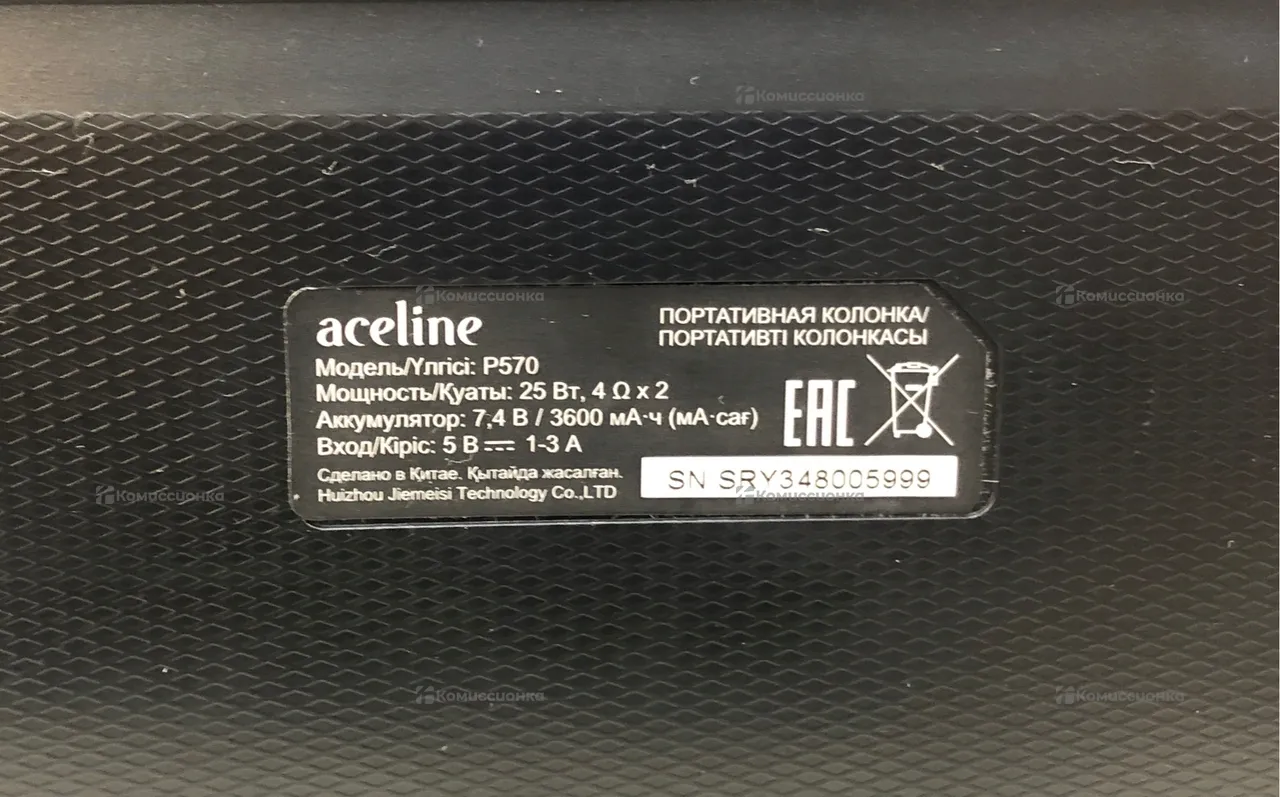 aceline
ПОРТАТИВНАЯ КОЛОНКА/
ПОРТАТИВТІ КОЛОНКАСЫ
Модель/Үлгісі: P570
Мощность/Қуаты: 25 Вт, 4 Ω x 2
Аккумулятор: 7,4 В / 3600 мА·ч (мА·сағ)
Вход/Кіріс: 5 В ⎓ 1-3 А
Сделано в Китае. Қытайда жасалған.
Huizhou Jiemeisi Technology Co.,LTD
EAC
SN SRY348005999
Комиссионка
Комиссионка
Комиссионка
Комиссионка
Комиссионка
Комиссионка
Комиссионка